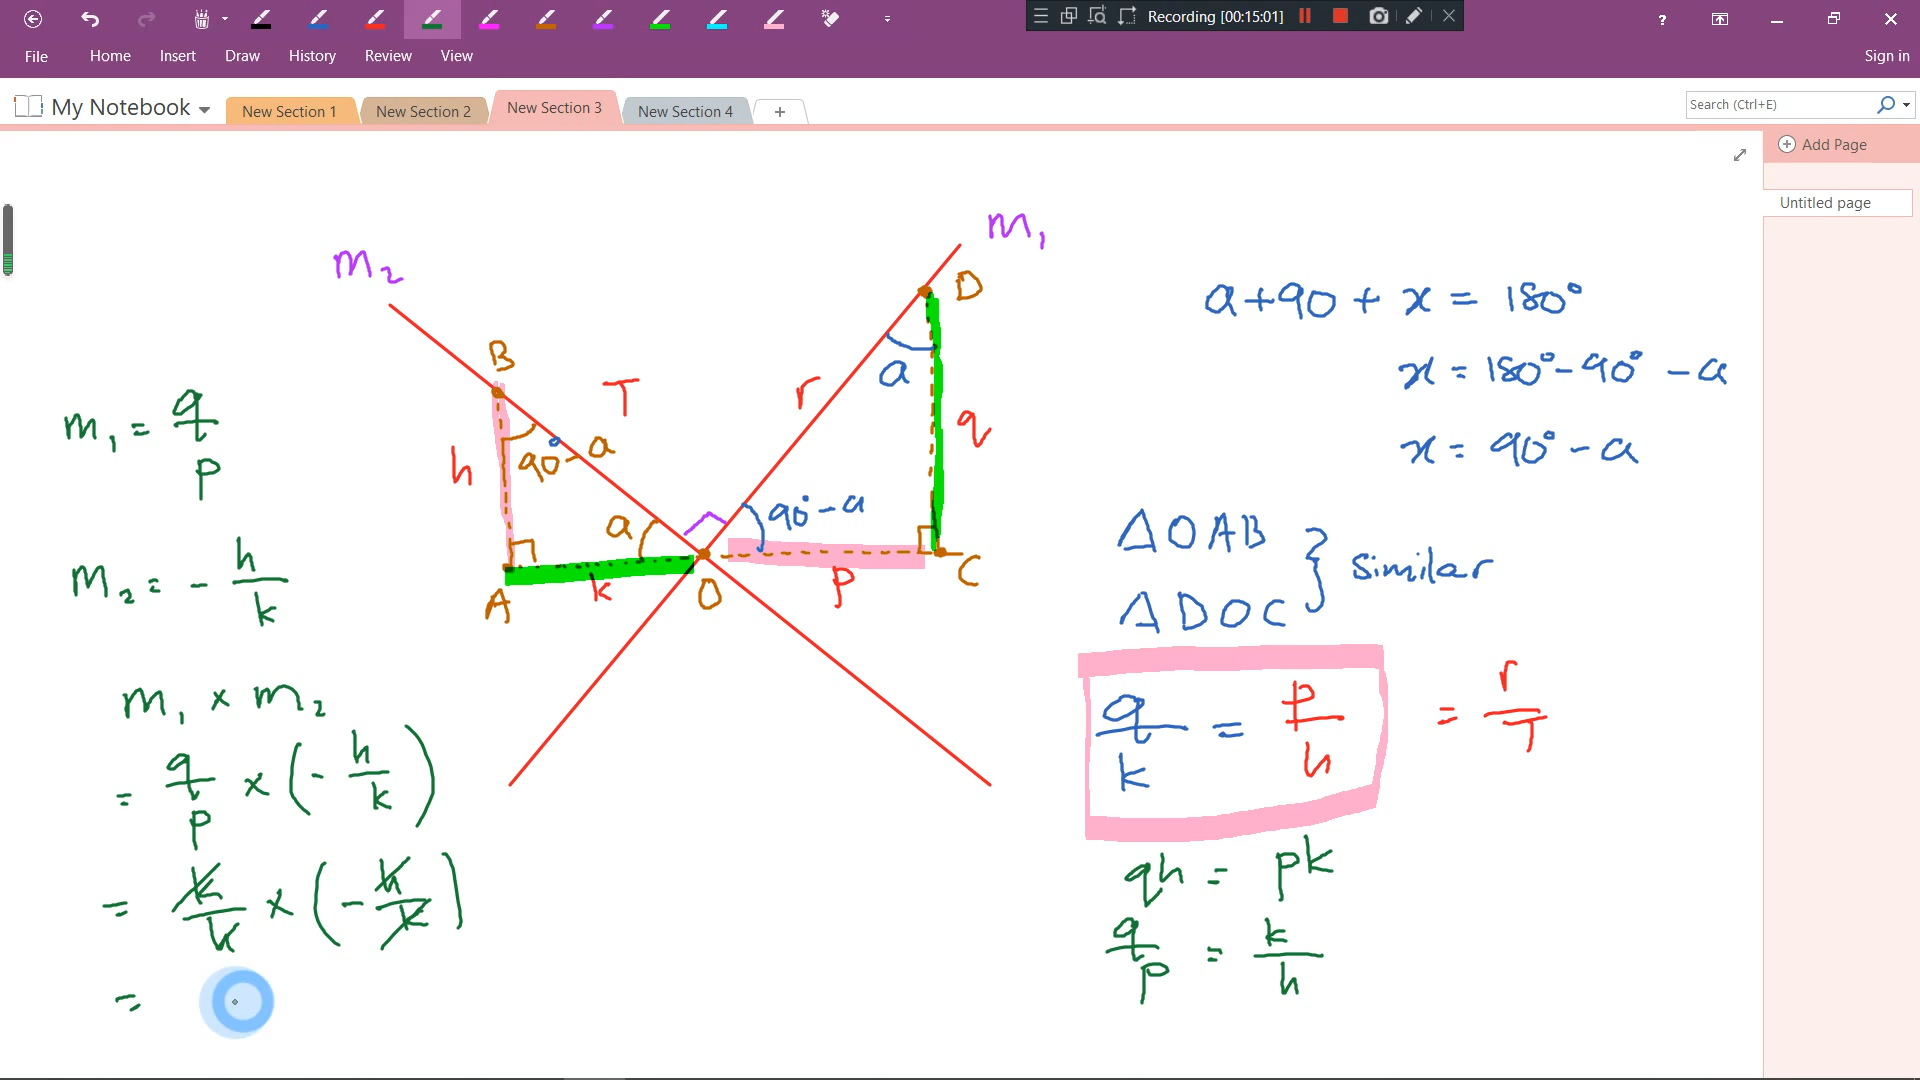 Recording [00:15:01]
?
File
Home
Insert
Draw
History
Review
View
Sign in
My Notebook
New Section 1
New Section 2
New Section 3
New Section 4
+
Search (Ctrl+E)
Add Page
Untitled page
m₂
m₁
B
D
T
r
a
h
90° - a
q
a
90° - a
A
k
O
p
C
m₁ = q/p
m₂ = - h/k
m₁ × m₂
= q/p × (- h/k)
= k/h × (- h/k)
=
a + 90 + x = 180°
x = 180° - 90° - a
x = 90° - a
△OAB
△DOC
} Similar
q/k = p/h = r/T
qh = pk
q/p = k/h